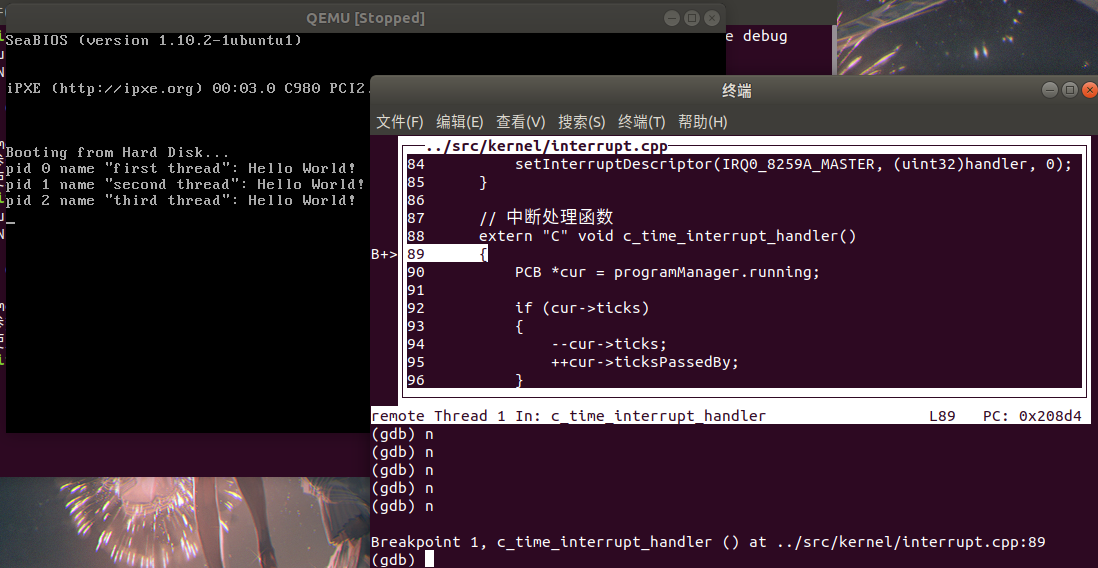 QEMU [Stopped]
SeaBIOS (version 1.10.2-1ubuntu1)
e debug
iPXE (http://ipxe.org) 00:03.0 C980 PCI2.
Booting from Hard Disk...
pid 0 name "first thread": Hello World!
pid 1 name "second thread": Hello World!
pid 2 name "third thread": Hello World!
_
终端
文件(F) 编辑(E) 查看(V) 搜索(S) 终端(T) 帮助(H)
../src/kernel/interrupt.cpp
84 setInterruptDescriptor(IRQ0_8259A_MASTER, (uint32)handler, 0);
85 }
86
87 // 中断处理函数
88 extern "C" void c_time_interrupt_handler()
B+> 89 {
90 PCB *cur = programManager.running;
91
92 if (cur->ticks)
93 {
94 --cur->ticks;
95 ++cur->ticksPassedBy;
96 }
remote Thread 1 In: c_time_interrupt_handler L89 PC: 0x208d4
(gdb) n
(gdb) n
(gdb) n
(gdb) n
(gdb) n
Breakpoint 1, c_time_interrupt_handler () at ../src/kernel/interrupt.cpp:89
(gdb)